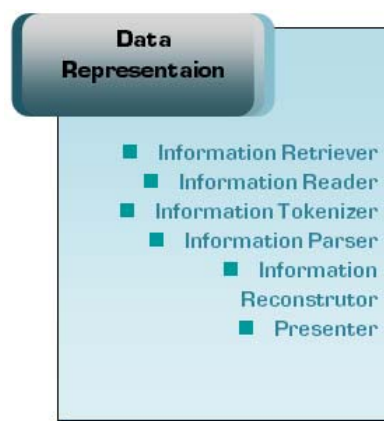 Data
Representaion
Information Retriever
Information Reader
Information Tokenizer
Information Parser
Information
Reconstrutor
Presenter